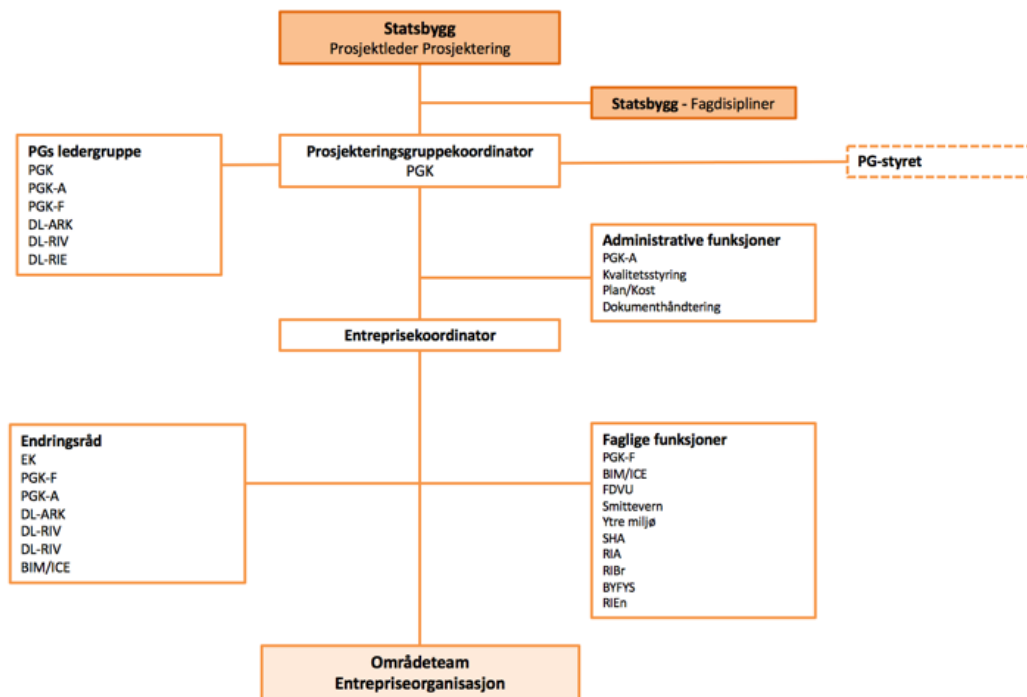 Statsbygg
Prosjektleder Prosjektering
Statsbygg - Fagdisipliner
PGs ledergruppe
PGK
PGK-A
PGK-F
DL-ARK
DL-RIV
DL-RIE
Prosjekteringsgruppekoordinator
PGK
PG-styret
Administrative funksjoner
PGK-A
Kvalitetsstyring
Plan/Kost
Dokumenthåndtering
Entreprisekoordinator
Endringsråd
EK
PGK-F
PGK-A
DL-ARK
DL-RIV
DL-RIV
BIM/ICE
Faglige funksjoner
PGK-F
BIM/ICE
FDVU
Smittevern
Ytre miljø
SHA
RIA
RIBr
BYFYS
RIEn
Områdeteam
Entrepriseorganisasjon